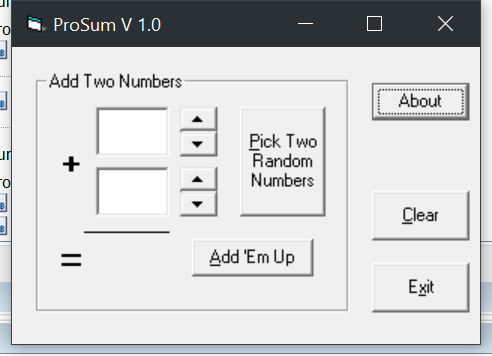 ProSum V 1.0
Add Two Numbers
About
+
Pick Two
Random
Numbers
Clear
=
Add 'Em Up
Exit